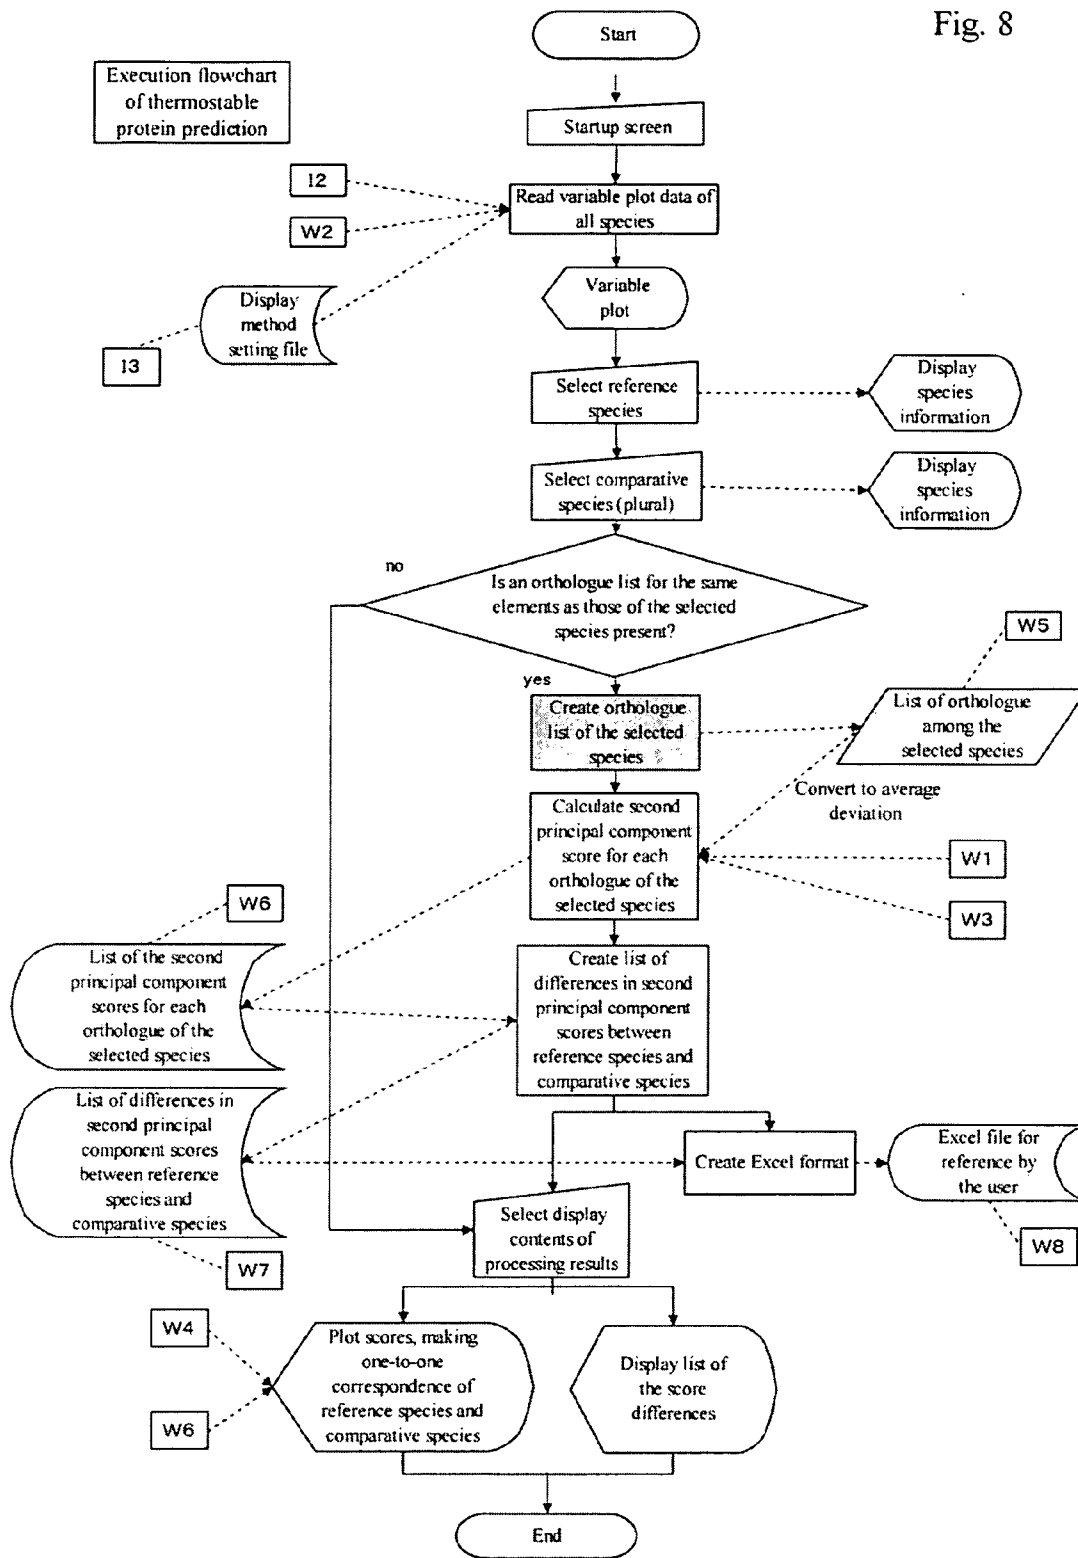 Fig. 8
Start
Execution flowchart
of thermostable
protein prediction
Startup screen
I2
Read variable plot data of
all species
W2
Variable
plot
Display
method
setting file
I3
Select reference
species
Display
species
information
Select comparative
species (plural)
Display
species
information
no
Is an orthologue list for the same
elements as those of the selected
species present?
W5
yes
Create orthologue
list of the selected
species
List of orthologue
among the
selected species
Convert to average
deviation
Calculate second
principal component
score for each
orthologue of the
selected species
W1
W3
W6
List of the second
principal component
scores for each
orthologue of the
selected species
Create list of
differences in second
principal component
scores between
reference species and
comparative species
List of differences in
second principal
component scores
between reference
species and
comparative species
Create Excel format
Excel file for
reference by
the user
Select display
contents of
processing results
W8
W7
W4
Plot scores, making
one-to-one
correspondence of
reference species and
comparative species
Display list of
the score
differences
W6
End